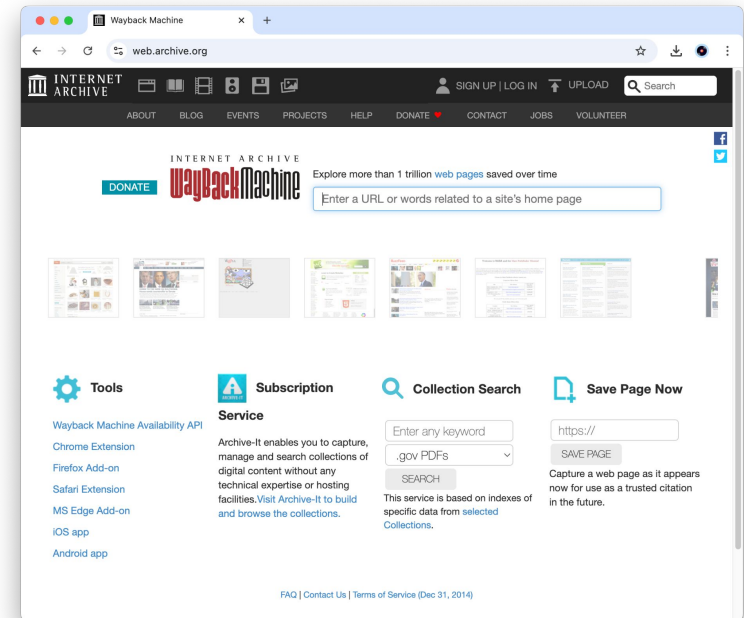 Wayback Machine
web.archive.org
INTERNET ARCHIVE
SIGN UP | LOG IN
UPLOAD
Search
ABOUT BLOG EVENTS PROJECTS HELP DONATE CONTACT JOBS VOLUNTEER
DONATE
INTERNET ARCHIVE
WayBackMachine
Explore more than 1 trillion web pages saved over time
Enter a URL or words related to a site's home page
Tools
Wayback Machine Availability API
Chrome Extension
Firefox Add-on
Safari Extension
MS Edge Add-on
iOS app
Android app
ARCHIVE-IT
Subscription
Service
Archive-It enables you to capture,
manage and search collections of
digital content without any
technical expertise or hosting
facilities.Visit Archive-It to build
and browse the collections.
Collection Search
Enter any keyword
.gov PDFs
SEARCH
This service is based on indexes of
specific data from selected
Collections.
Save Page Now
https://
SAVE PAGE
Capture a web page as it appears
now for use as a trusted citation
in the future.
FAQ | Contact Us | Terms of Service (Dec 31, 2014)